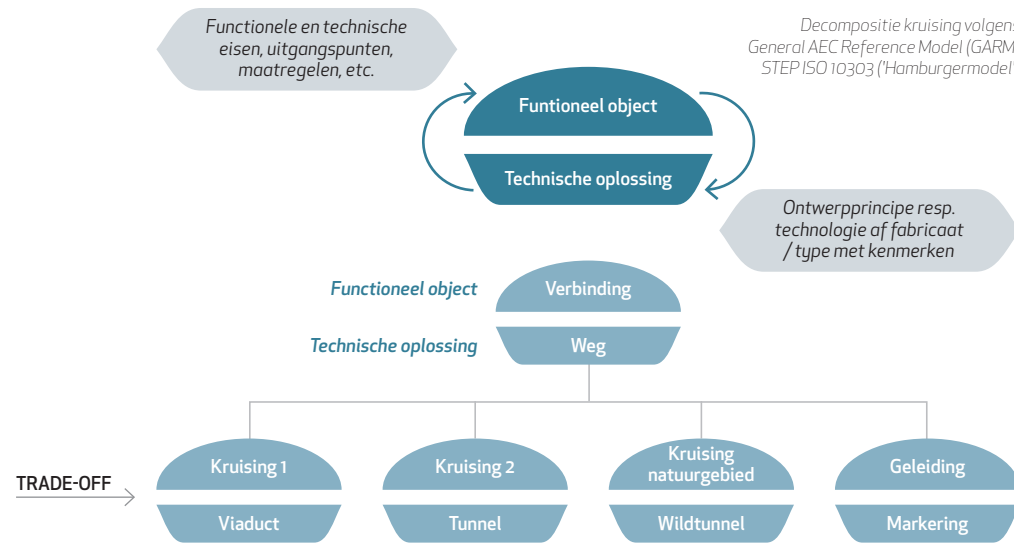 Functionele en technische
eisen, uitgangspunten,
maatregelen, etc.
Decompositie kruising volgens
General AEC Reference Model (GARM
STEP ISO 10303 ('Hamburgermodel'
Funtioneel object
Technische oplossing
Ontwerpprincipe resp.
technologie af fabricaat
/ type met kenmerken
Functioneel object
Verbinding
Technische oplossing
Weg
TRADE-OFF
Kruising 1
Kruising 2
Kruising
natuurgebied
Geleiding
Viaduct
Tunnel
Wildtunnel
Markering